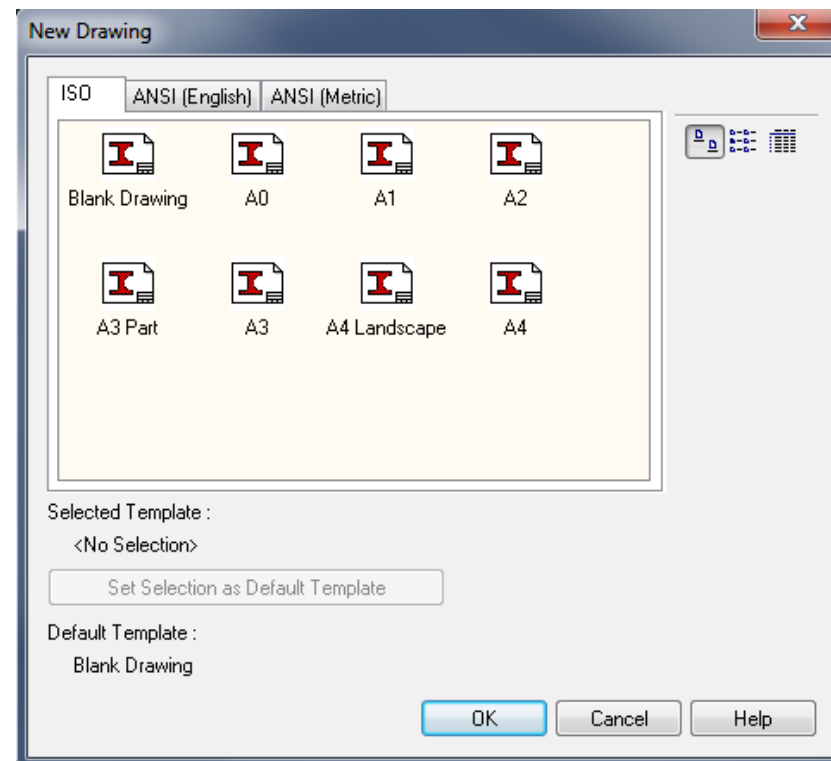 New Drawing
ISO ANSI (English) ANSI (Metric)
Blank Drawing A0 A1 A2
A3 Part A3 A4 Landscape A4
Selected Template :
<No Selection>
Set Selection as Default Template
Default Template :
Blank Drawing
OK Cancel Help